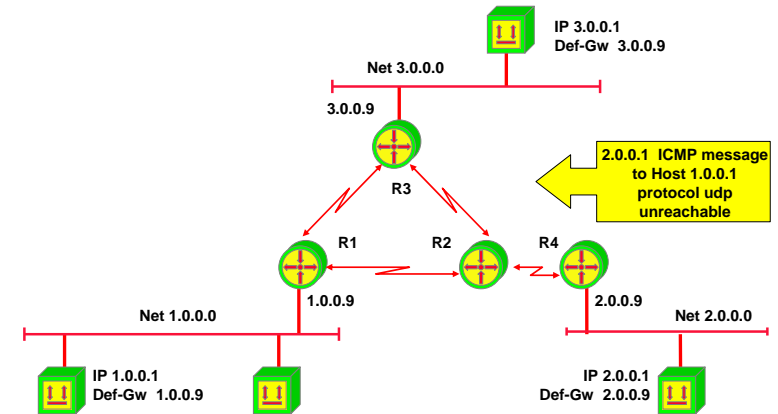 IP 3.0.0.1
Def-Gw 3.0.0.9
Net 3.0.0.0
3.0.0.9
2.0.0.1 ICMP message
to Host 1.0.0.1
protocol udp
unreachable
R3
R1
R2
R4
1.0.0.9
2.0.0.9
Net 1.0.0.0
Net 2.0.0.0
IP 1.0.0.1
Def-Gw 1.0.0.9
IP 2.0.0.1
Def-Gw 2.0.0.9